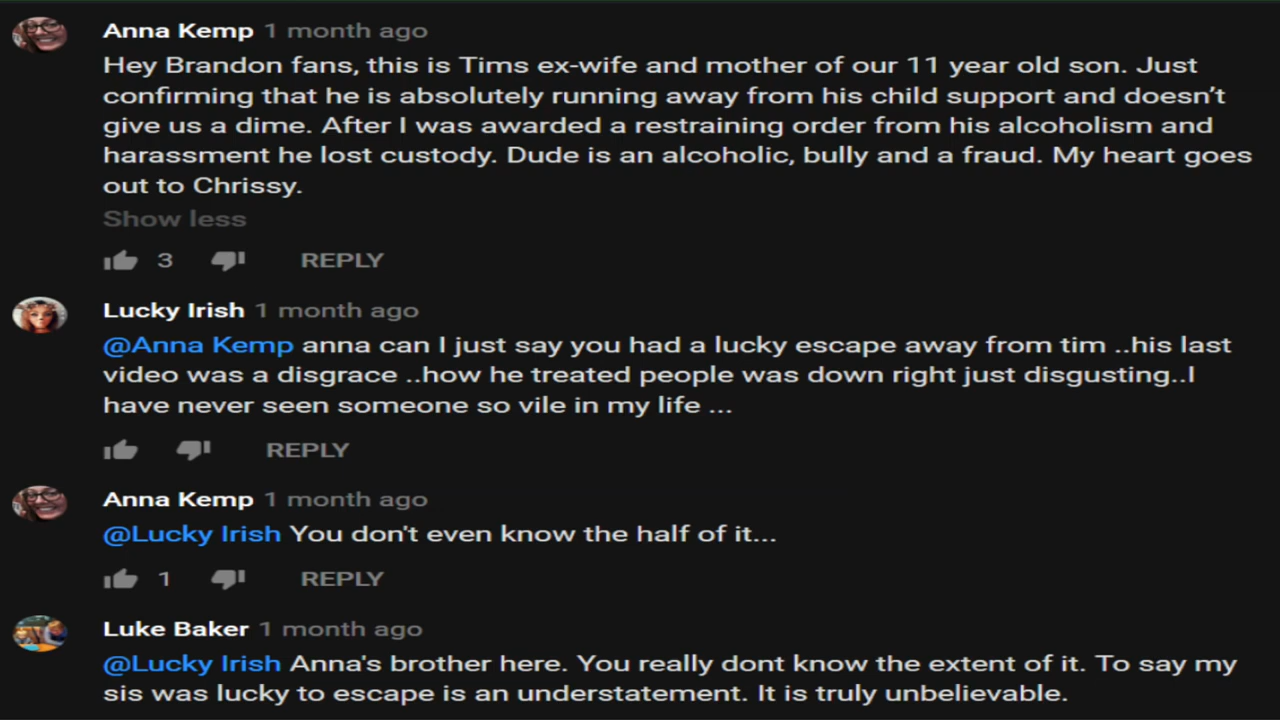 Anna Kemp 1 month ago
Hey Brandon fans, this is Tims ex-wife and mother of our 11 year old son. Just
confirming that he is absolutely running away from his child support and doesn’t
give us a dime. After I was awarded a restraining order from his alcoholism and
harassment he lost custody. Dude is an alcoholic, bully and a fraud. My heart goes
out to Chrissy.
Show less
3 REPLY
Lucky Irish 1 month ago
@Anna Kemp anna can I just say you had a lucky escape away from tim ..his last
video was a disgrace ..how he treated people was down right just disgusting..I
have never seen someone so vile in my life ...
REPLY
Anna Kemp 1 month ago
@Lucky Irish You don't even know the half of it...
1 REPLY
Luke Baker 1 month ago
@Lucky Irish Anna's brother here. You really dont know the extent of it. To say my
sis was lucky to escape is an understatement. It is truly unbelievable.